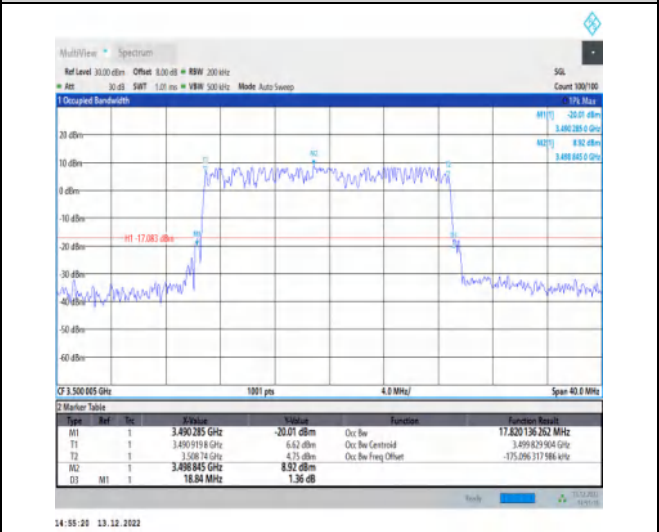 MultiView Spectrum
Ref Level 30.00 dBm Offset 8.00 dB RBW 200 kHz SGL
Att 30 dB SWT 1.01 ms VBW 500 kHz Mode Auto Sweep Count 100/100
1 Occupied Bandwidth 1Pk Max
M1[1] -20.01 dBm
3.490 285 0 GHz
M2[1] 8.92 dBm
3.498 845 0 GHz
20 dBm
M2
T1
T2
10 dBm
0 dBm
-10 dBm
H1 -17.083 dBm
M1
D3
-20 dBm
-30 dBm
-40 dBm
-50 dBm
-60 dBm
CF 3.500 005 GHz 1001 pts 4.0 MHz/ Span 40.0 MHz
2 Marker Table
Type Ref Trc X-Value Y-Value Function Function Result
M1 1 3.490 285 GHz -20.01 dBm Occ Bw 17.820 136 262 MHz
T1 1 3.490 919 8 GHz 6.62 dBm Occ Bw Centroid 3.499 829 904 GHz
T2 1 3.508 74 GHz 4.75 dBm Occ Bw Freq Offset -175.096 317 986 kHz
M2 1 3.498 845 GHz 8.92 dBm
D3 M1 1 18.84 MHz 1.36 dB
Ready 13.12.2022
14:55:20 13.12.2022